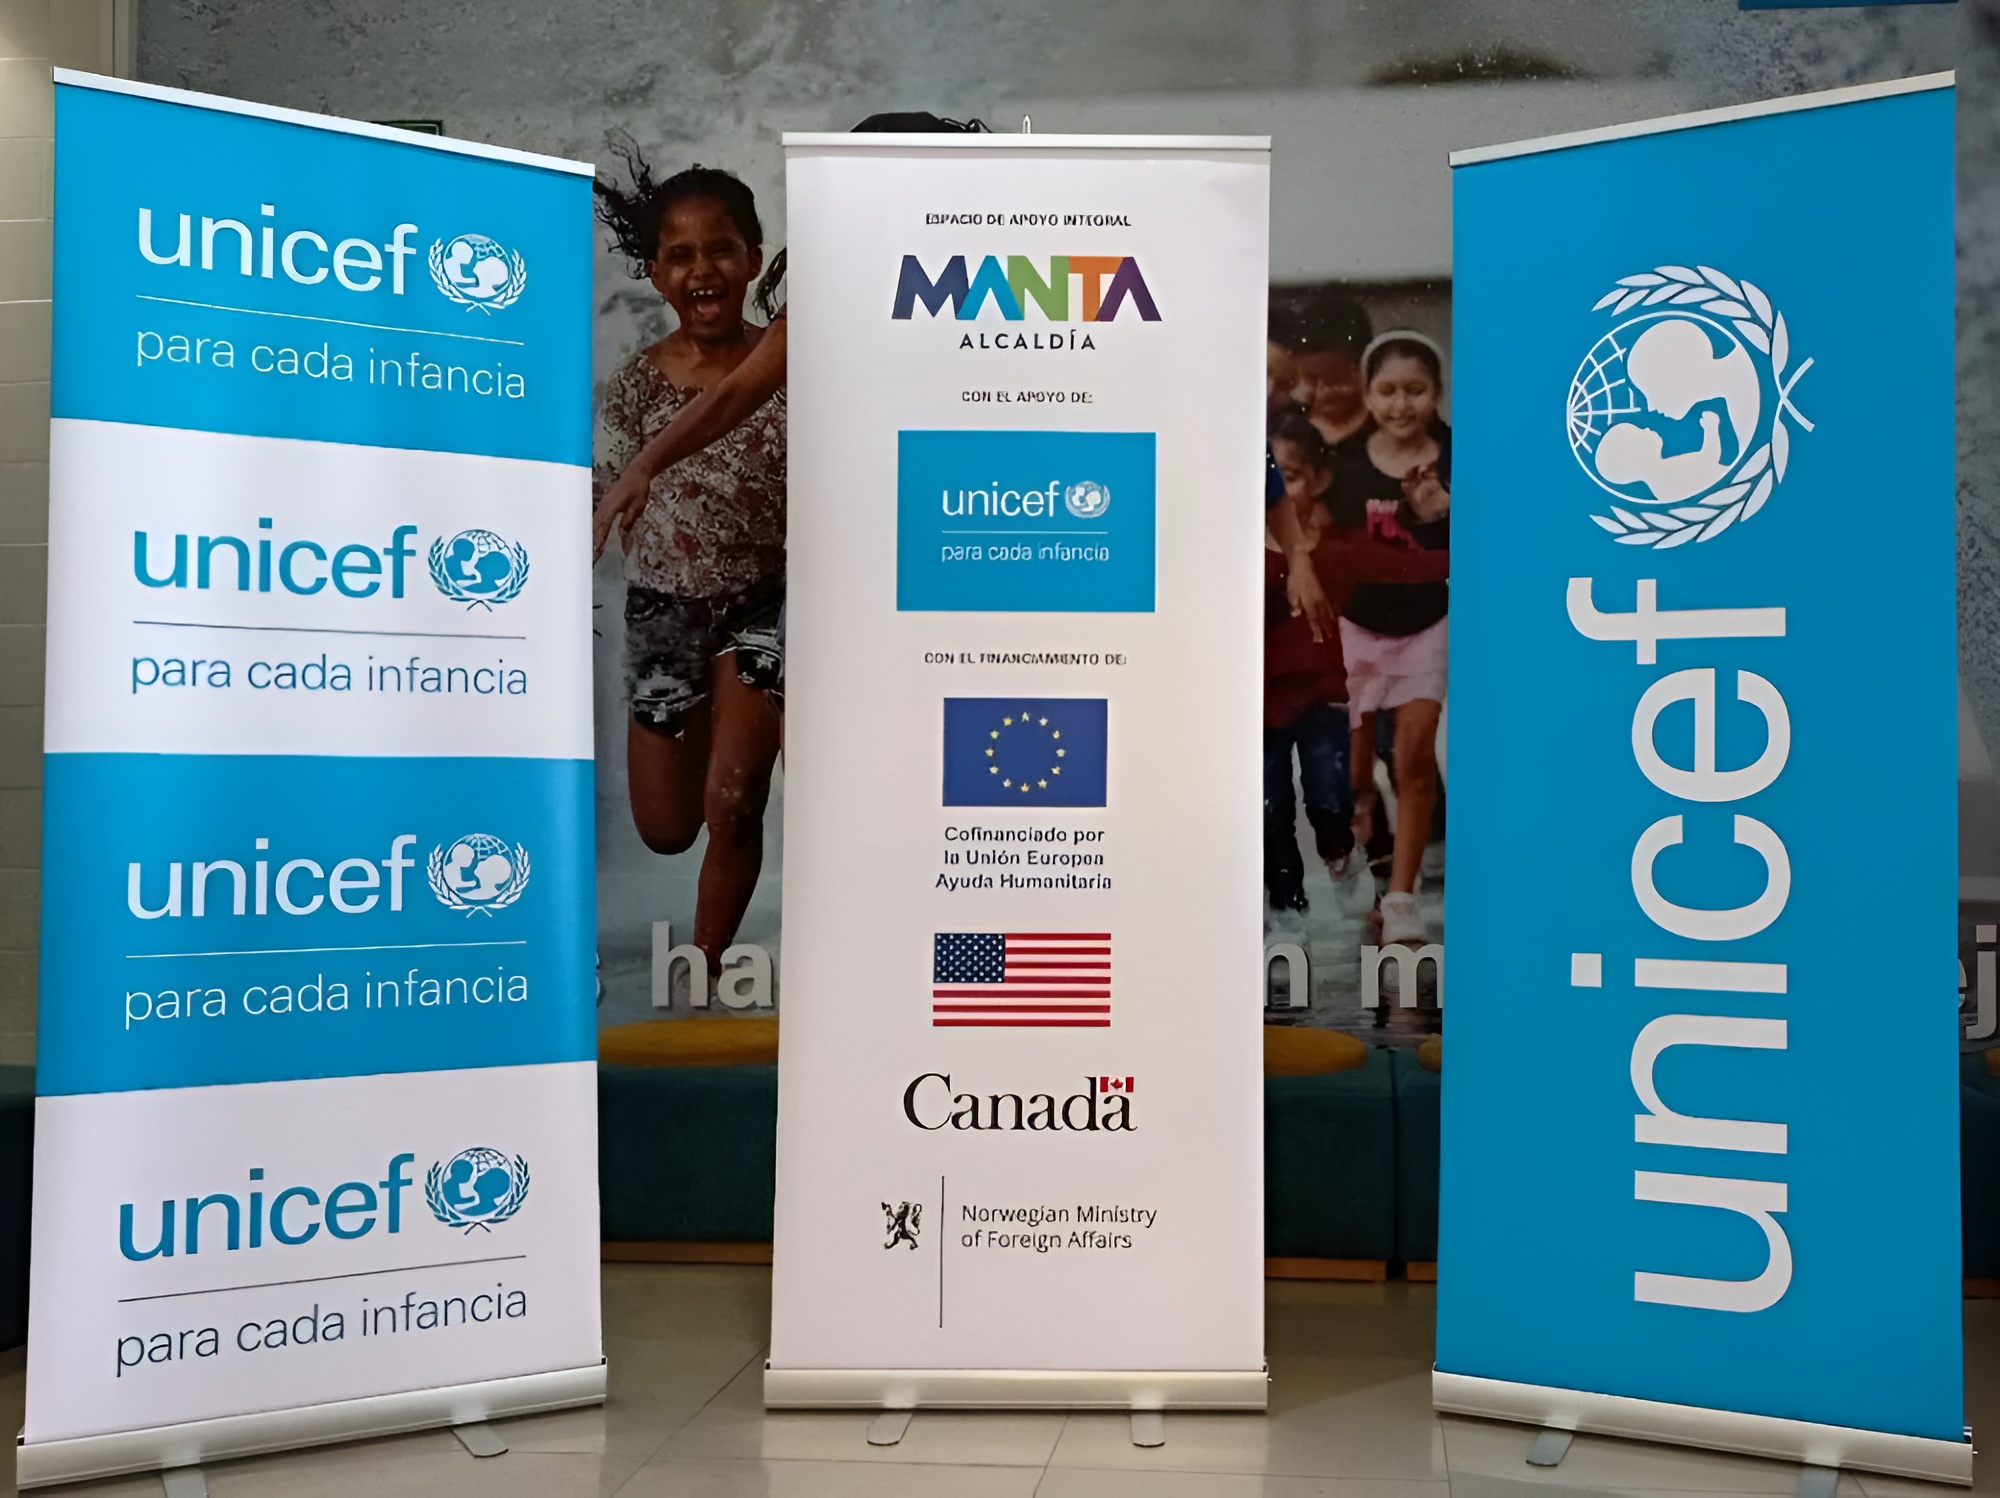 unicef
para cada infancia
unicef
para cada infancia
unicef
para cada infancia
unicef
para cada infancia
ESPACIO DE APOYO INTEGRAL
MANTA
ALCALDÍA
CON EL APOYO DE:
unicef
para cada infancia
CON EL FINANCIAMIENTO DE:
Cofinanciado por
la Unión Europea
Ayuda Humanitaria
Canada
Norwegian Ministry
of Foreign Affairs
unicef
ha
n m
ej